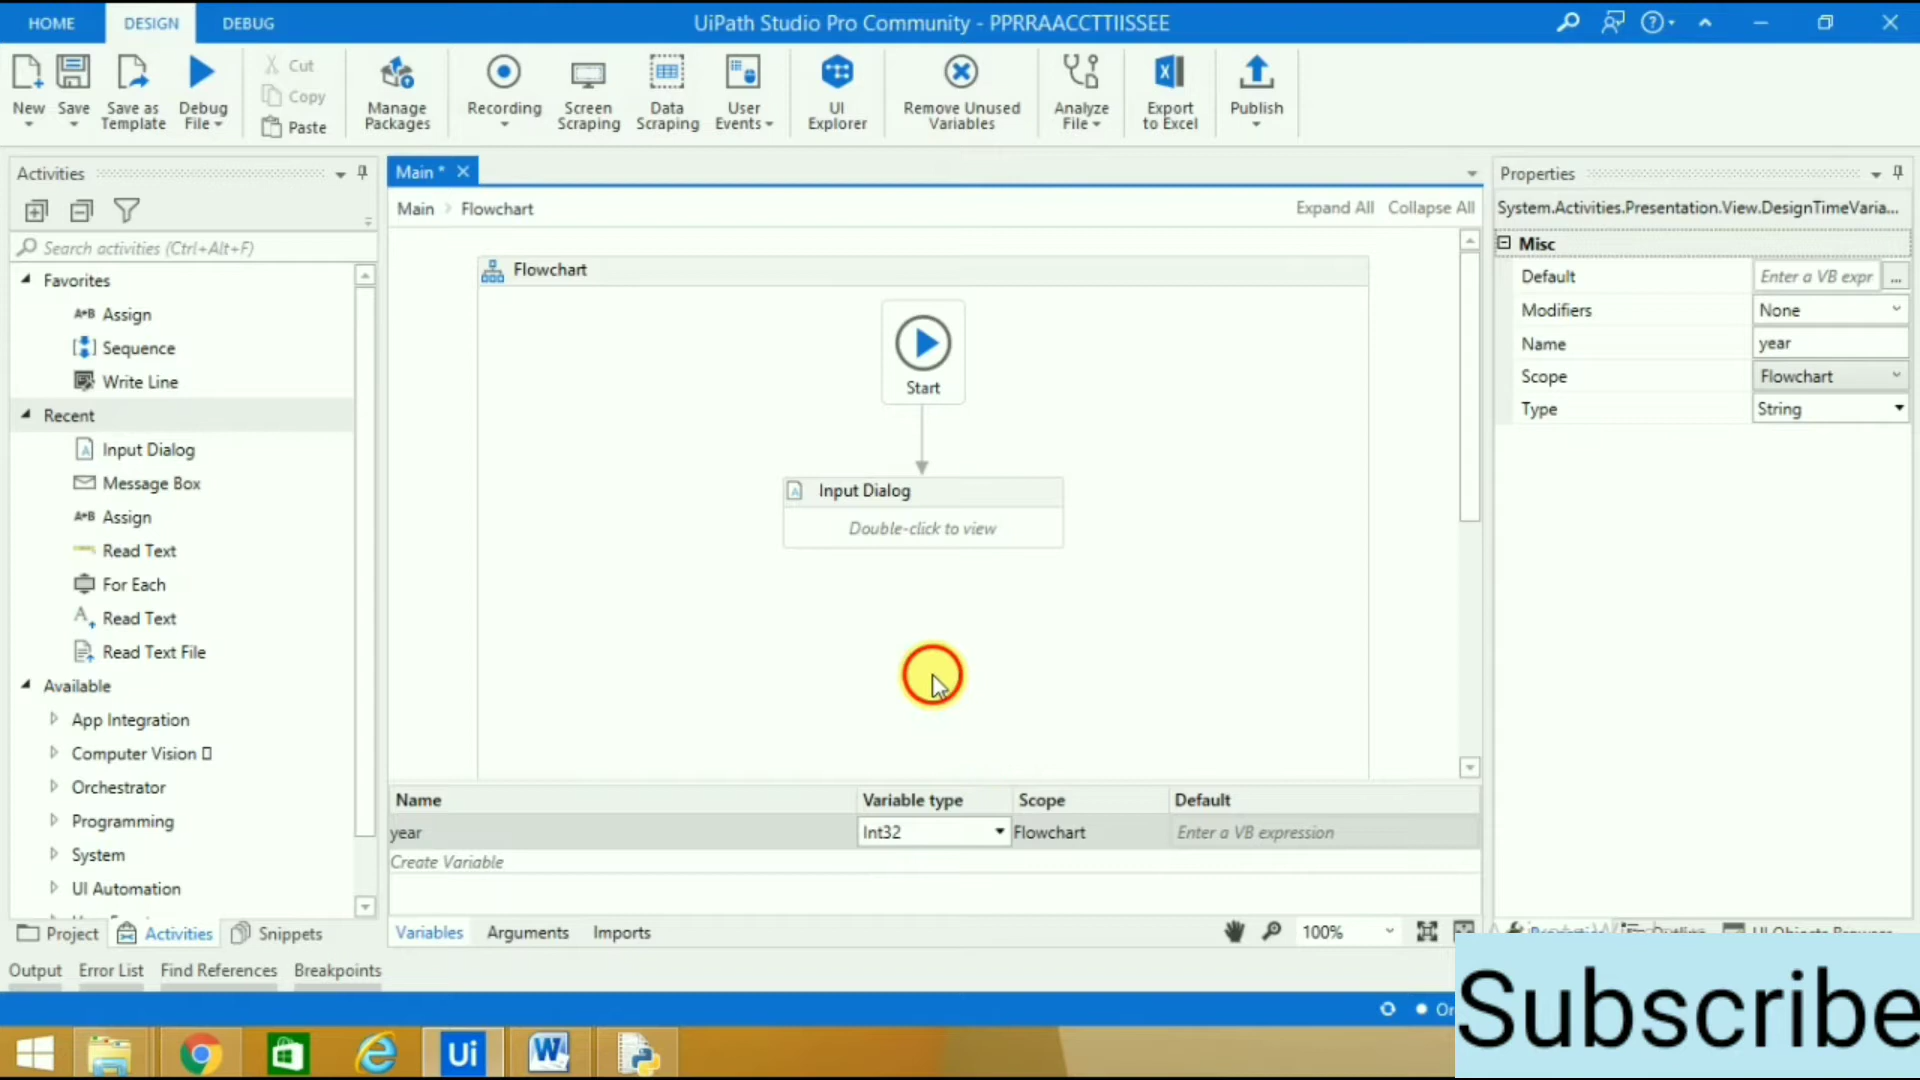 HOME DESIGN DEBUG UiPath Studio Pro Community - PPRRAACCTTIISSEE
New Save Save as Template Debug File Cut Copy Paste Manage Packages Recording Screen Scraping Data Scraping User Events UI Explorer Remove Unused Variables Analyze File Export to Excel Publish
Activities
Search activities (Ctrl+Alt+F)
Favorites
Assign
Sequence
Write Line
Recent
Input Dialog
Message Box
Assign
Read Text
For Each
Read Text
Read Text File
Available
App Integration
Computer Vision
Orchestrator
Programming
System
UI Automation
Project Activities Snippets
Main *
Main Flowchart Expand All Collapse All
Flowchart
Start
Input Dialog
Double-click to view
Name Variable type Scope Default
year Int32 Flowchart Enter a VB expression
Create Variable
Variables Arguments Imports 100%
Properties
System.Activities.Presentation.View.DesignTimeVaria...
Misc
Default Enter a VB expr ...
Modifiers None
Name year
Scope Flowchart
Type String
Output Error List Find References Breakpoints
Subscribe
Ui